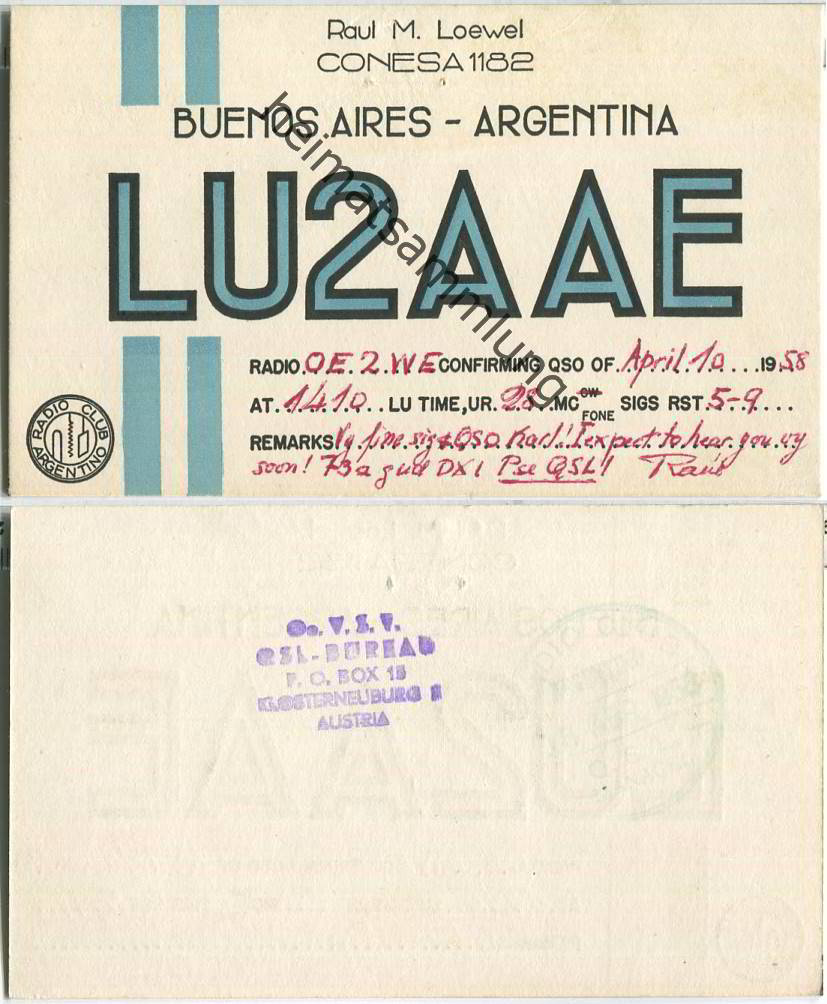 Raul M. Loewel
CONESA 1182
BUENOS AIRES - ARGENTINA
LU2AAE
RADIO OE.2.WE CONFIRMING QSO OF April 10 1958
AT 1410 LU TIME, UR. 28 MC CW FONE SIGS RST 5-9
REMARKS Vy fine sig & QSO Karl! I expect to hear you vy
soon! 73 a gud DX! Pse QSL! Raúl
RADIO CLUB
ARGENTINO
heimatsammlung
Oe. V. S. V.
QSL-BUREAU
P. O. BOX 15
KLOSTERNEUBURG
AUSTRIA